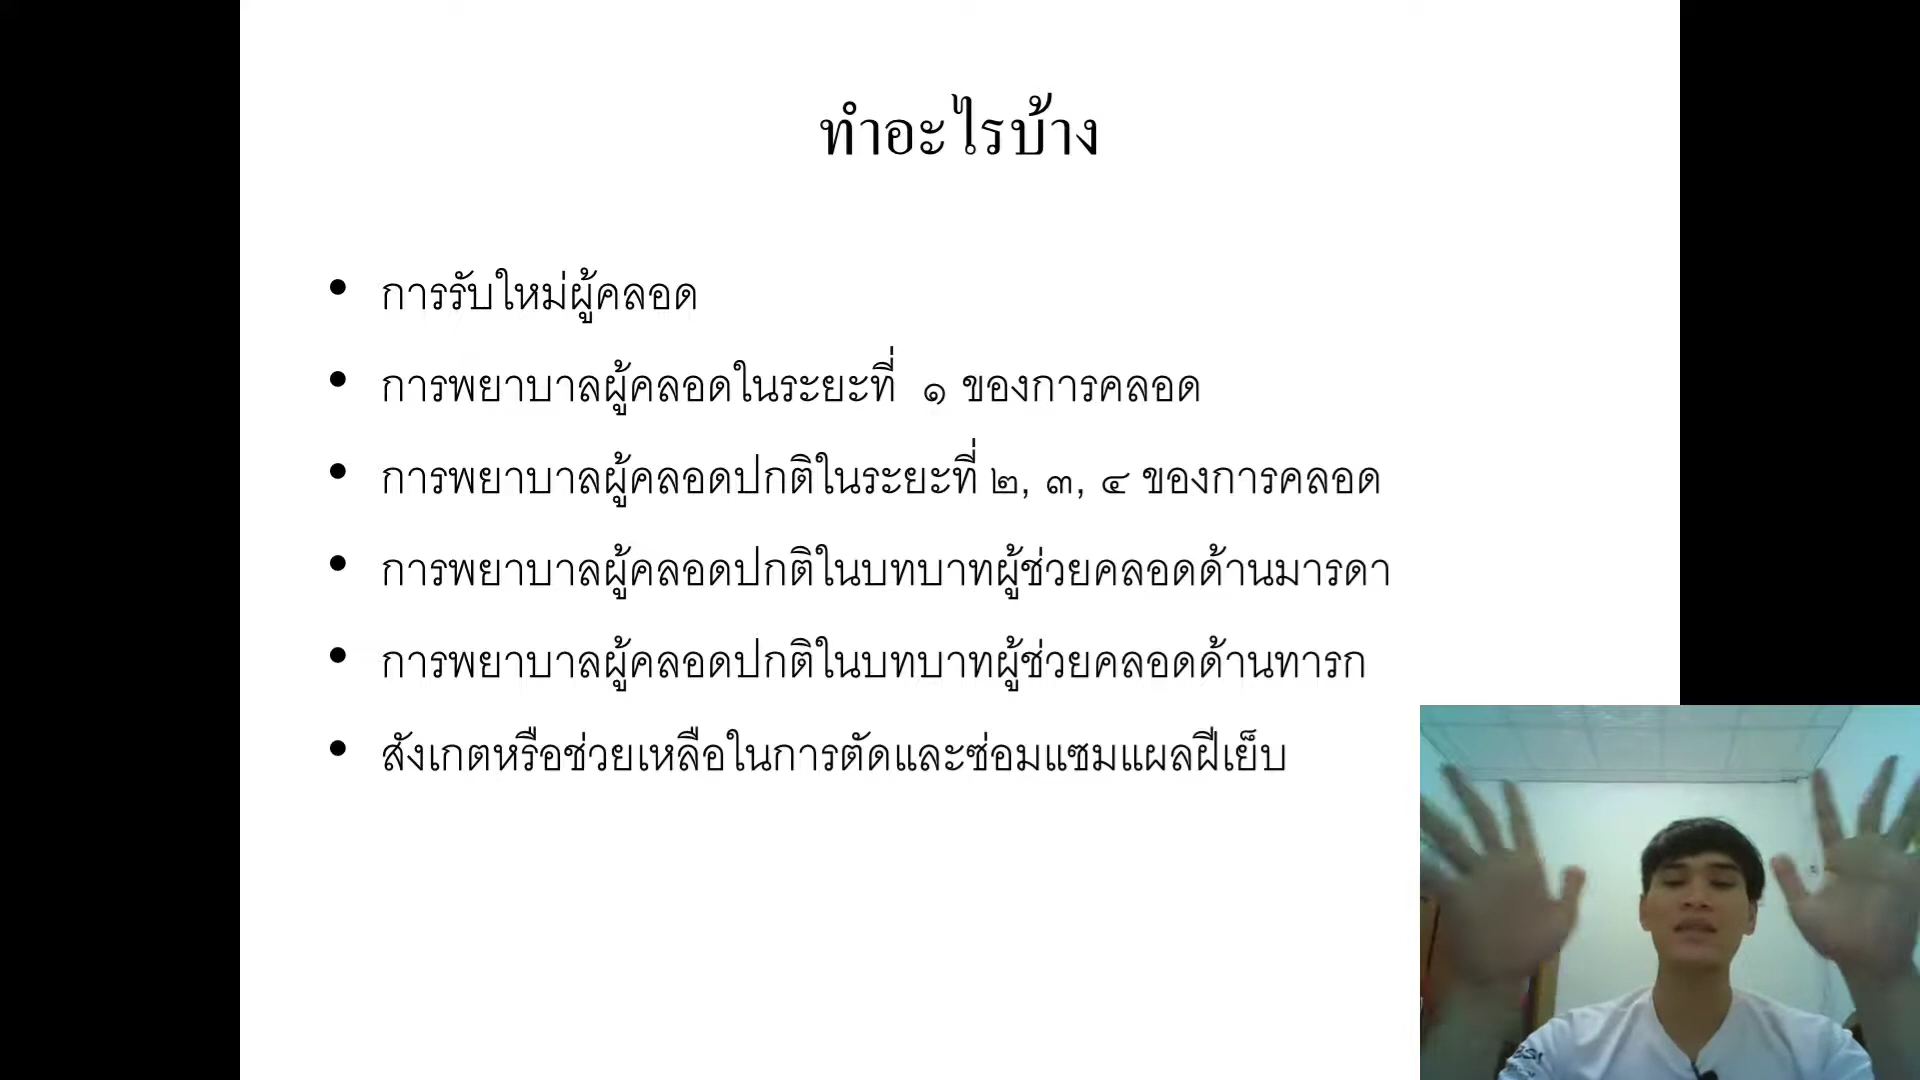 ทำอะไรบ้าง
• การรับใหม่ผู้คลอด
• การพยาบาลผู้คลอดในระยะที่ ๑ ของการคลอด
• การพยาบาลผู้คลอดปกติในระยะที่ ๒, ๓, ๔ ของการคลอด
• การพยาบาลผู้คลอดปกติในบทบาทผู้ช่วยคลอดด้านมารดา
• การพยาบาลผู้คลอดปกติในบทบาทผู้ช่วยคลอดด้านทารก
• สังเกตหรือช่วยเหลือในการตัดและซ่อมแซมแผลฝีเย็บ